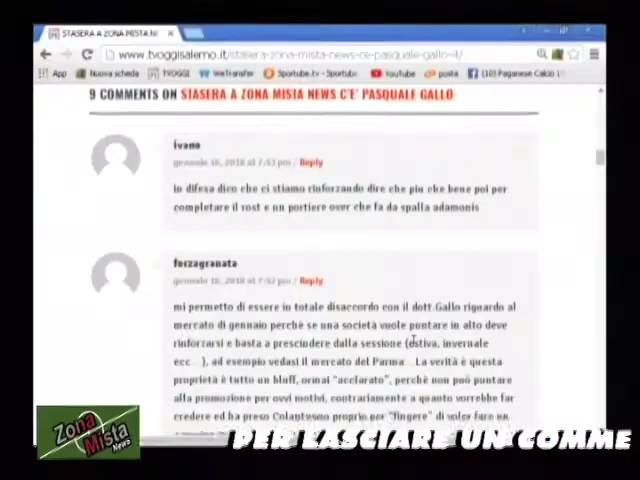 STASERA A ZONA MISTA N
www.tvoggisalerno.it/stasera-zona-mista-news-ce-pasquale-gallo-4/
App Nuova scheda TVOGGI WeTransfer Sportube.tv - Sportube YouTube posta (10) Paganese Calcio 1
9 COMMENTS ON STASERA A ZONA MISTA NEWS C'E' PASQUALE GALLO
ivano
gennaio 16, 2018 at 7:53 pm / Reply
in difesa dico che ci stiamo rinforzando dire che piu che bene poi per
completare il rost e un portiere over che fa da spalla adamonis
forzagranata
gennaio 16, 2018 at 7:52 pm / Reply
mi permetto di essere in totale disaccordo con il dott.Gallo riguardo al
mercato di gennaio perchè se una società vuole puntare in alto deve
rinforzarsi e basta a prescindere dalla sessione (estiva, invernale
ecc…), ad esempio vedasi il mercato del Parma…La verità è questa
proprietà è tutto un bluff, ormai "acclarato", perchè non può puntare
alla promozione per ovvi motivi, contrariamente a quanto vorrebbe far
credere ed ha preso Colantuono proprio per "fingere" di voler fare un
Zona
Mista
News
PER LASCIARE UN COMME